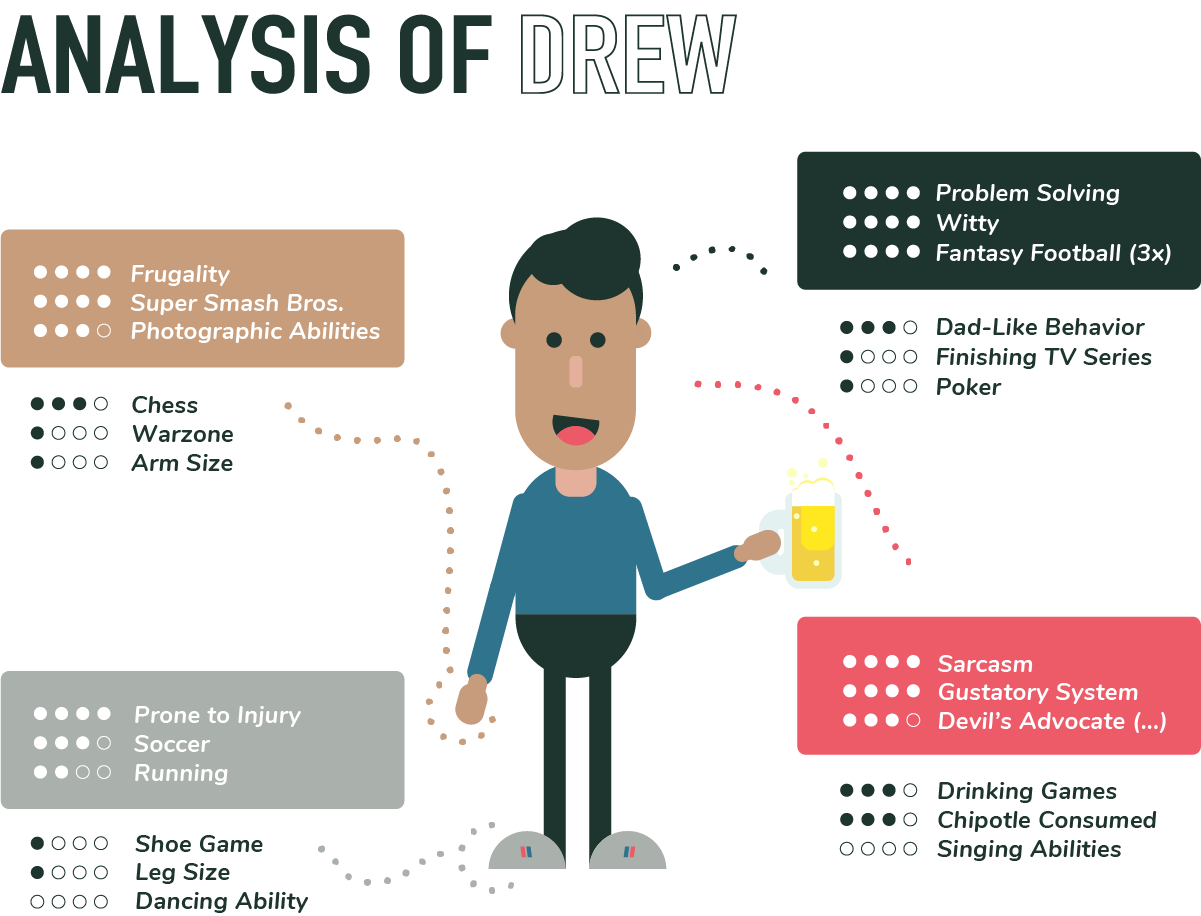 ANALYSIS OF DREW
Problem Solving
Witty
Fantasy Football (3x)
Dad-Like Behavior
Finishing TV Series
Poker
Frugality
Super Smash Bros.
Photographic Abilities
Chess
Warzone
Arm Size
Sarcasm
Gustatory System
Devil's Advocate (...)
Drinking Games
Chipotle Consumed
Singing Abilities
Prone to Injury
Soccer
Running
Shoe Game
Leg Size
Dancing Ability